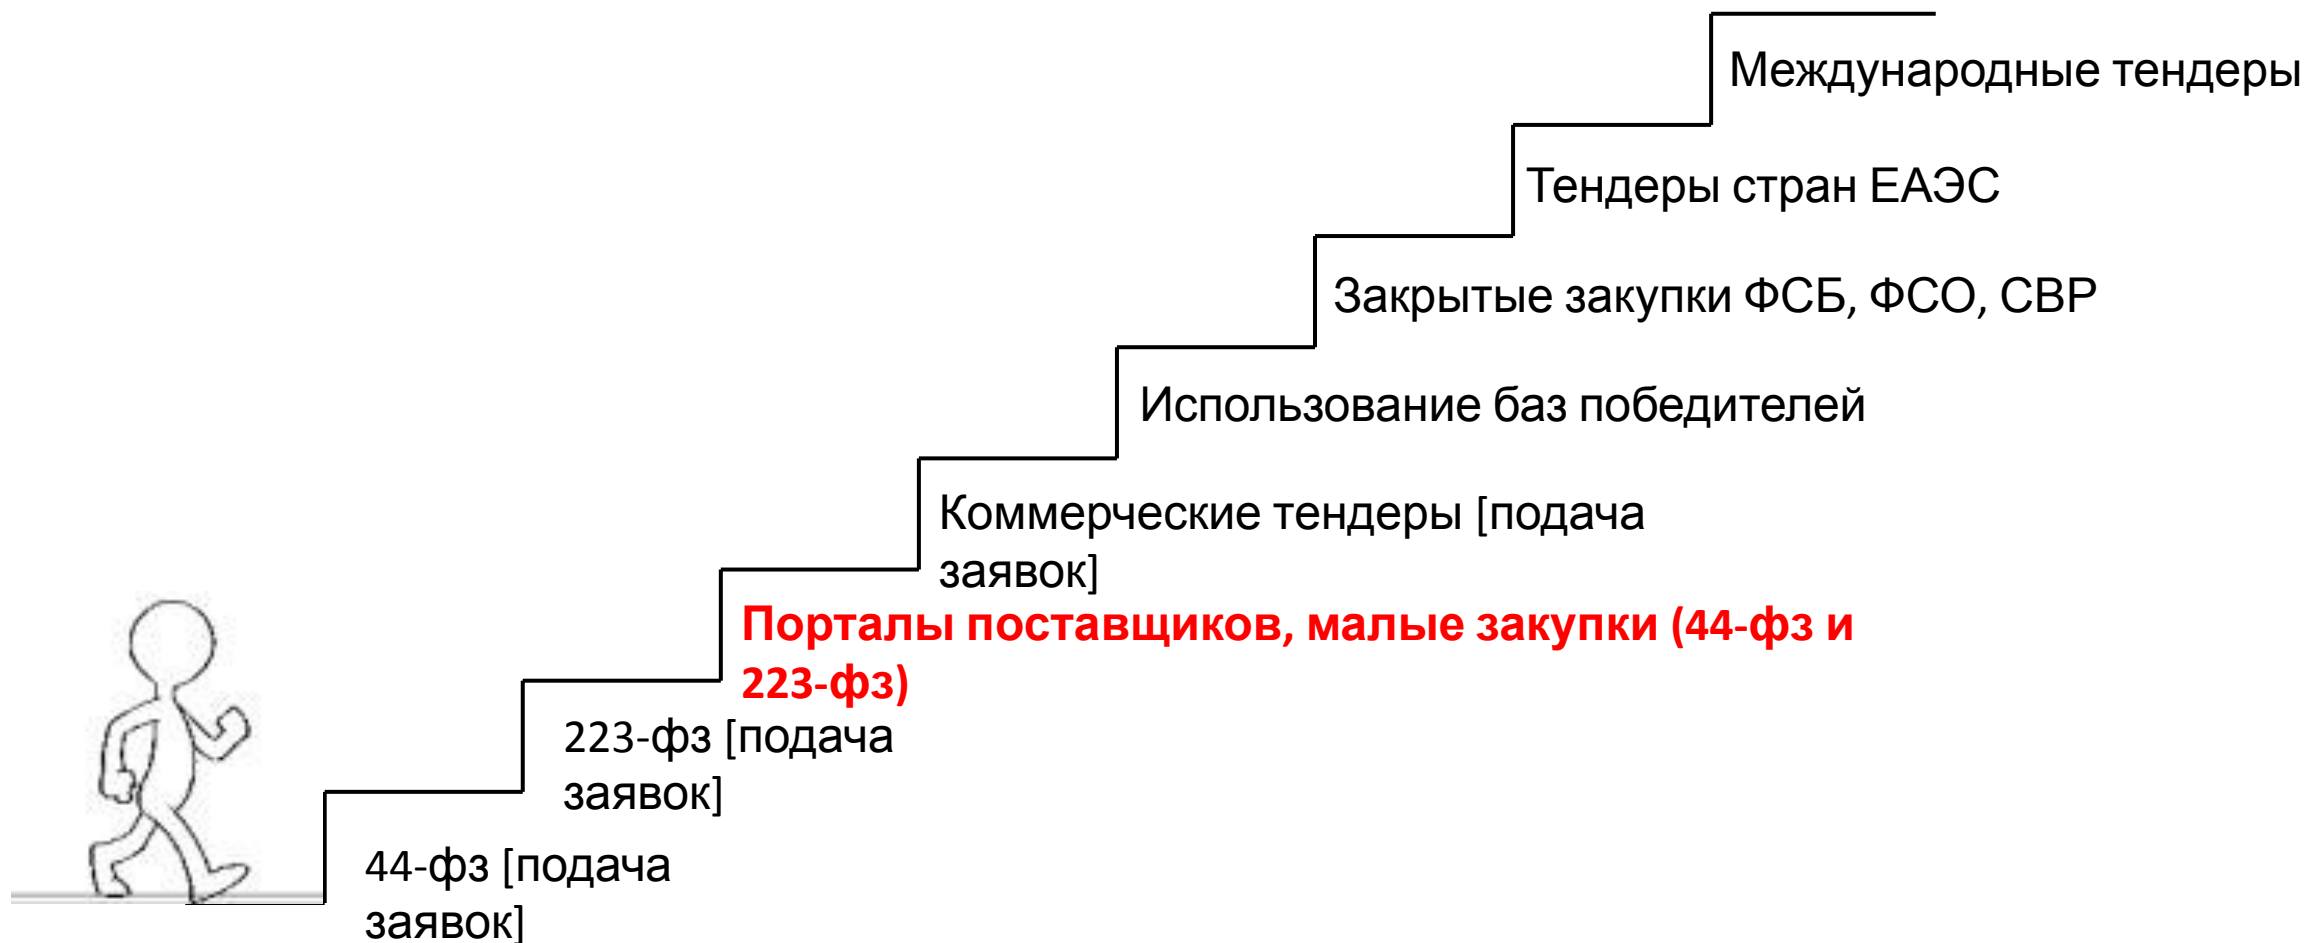 Международные тендеры
Тендеры стран ЕАЭС
Закрытые закупки ФСБ, ФСО, СВР
Использование баз победителей
Коммерческие тендеры [подача
заявок]
Порталы поставщиков, малые закупки (44-фз и
223-фз)
223-фз [подача
заявок]
44-фз [подача
заявок]